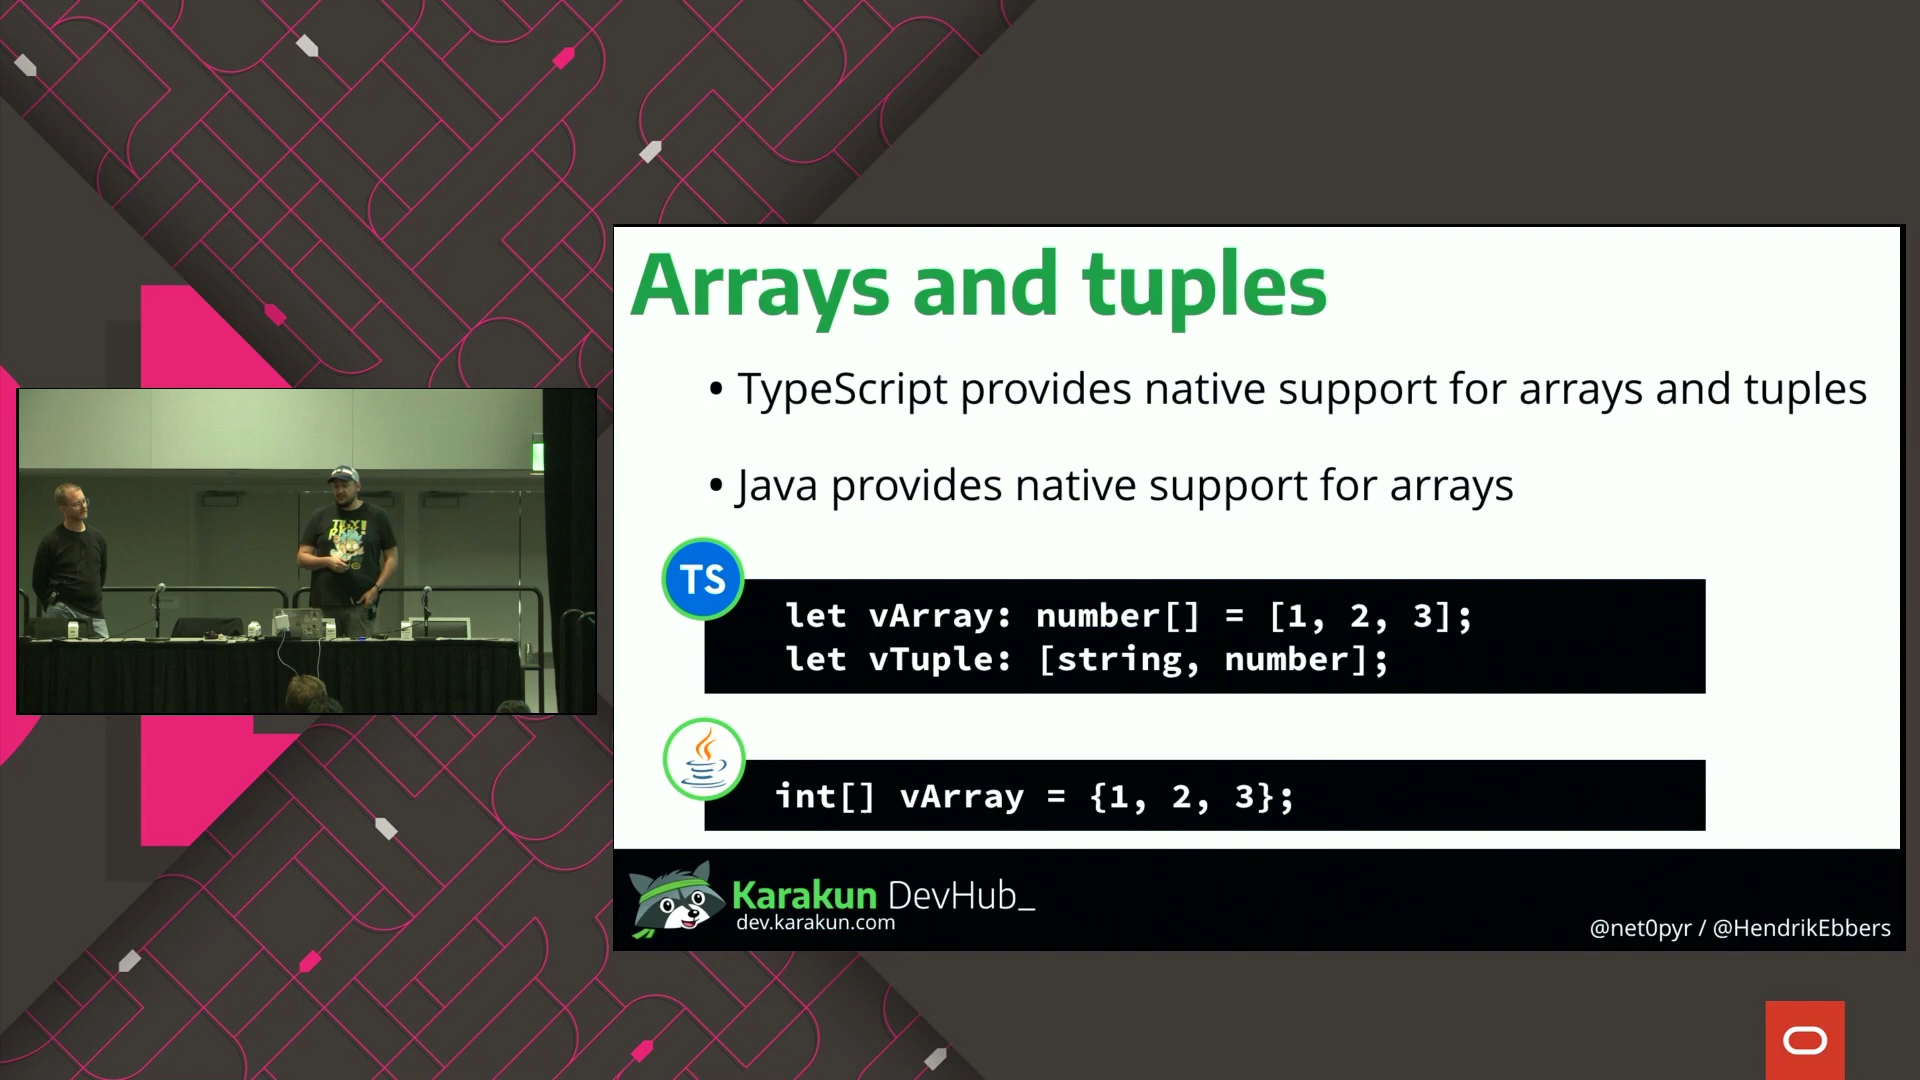 Arrays and tuples
• TypeScript provides native support for arrays and tuples
• Java provides native support for arrays
TS
let vArray: number[] = [1, 2, 3];
let vTuple: [string, number];
int[] vArray = {1, 2, 3};
Karakun DevHub_
dev.karakun.com
@net0pyr / @HendrikEbbers